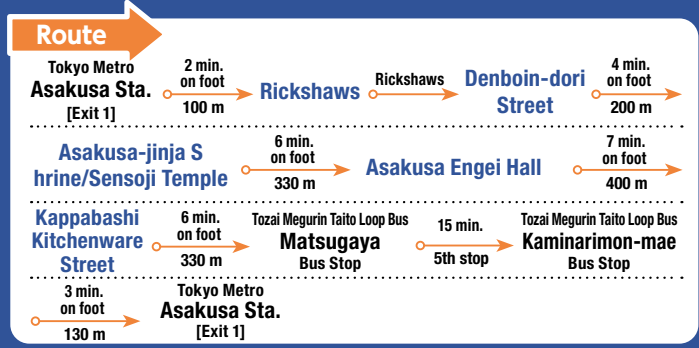 Route
Tokyo Metro
Asakusa Sta.
[Exit 1]
2 min.
on foot
100 m
Rickshaws
Rickshaws
Denboin-dori
Street
4 min.
on foot
200 m
Asakusa-jinja S
hrine/Sensoji Temple
6 min.
on foot
330 m
Asakusa Engei Hall
7 min.
on foot
400 m
Kappabashi
Kitchenware
Street
6 min.
on foot
330 m
Tozai Megurin Taito Loop Bus
Matsugaya
Bus Stop
15 min.
5th stop
Tozai Megurin Taito Loop Bus
Kaminarimon-mae
Bus Stop
3 min.
on foot
130 m
Tokyo Metro
Asakusa Sta.
[Exit 1]